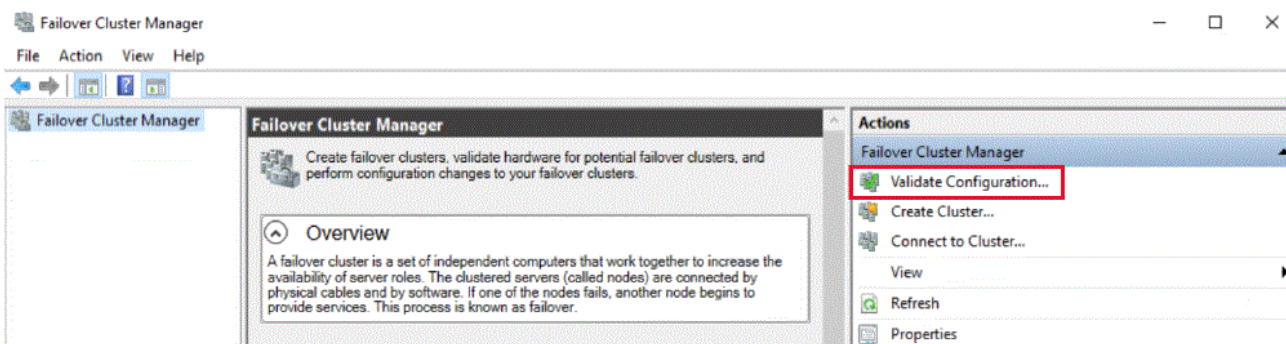 Failover Cluster Manager
File Action View Help
Failover Cluster Manager
Failover Cluster Manager
Create failover clusters, validate hardware for potential failover clusters, and
perform configuration changes to your failover clusters.
Overview
A failover cluster is a set of independent computers that work together to increase the
availability of server roles. The clustered servers (called nodes) are connected by
physical cables and by software. If one of the nodes fails, another node begins to
provide services. This process is known as failover.
Actions
Failover Cluster Manager
Validate Configuration...
Create Cluster...
Connect to Cluster...
View
Refresh
Properties